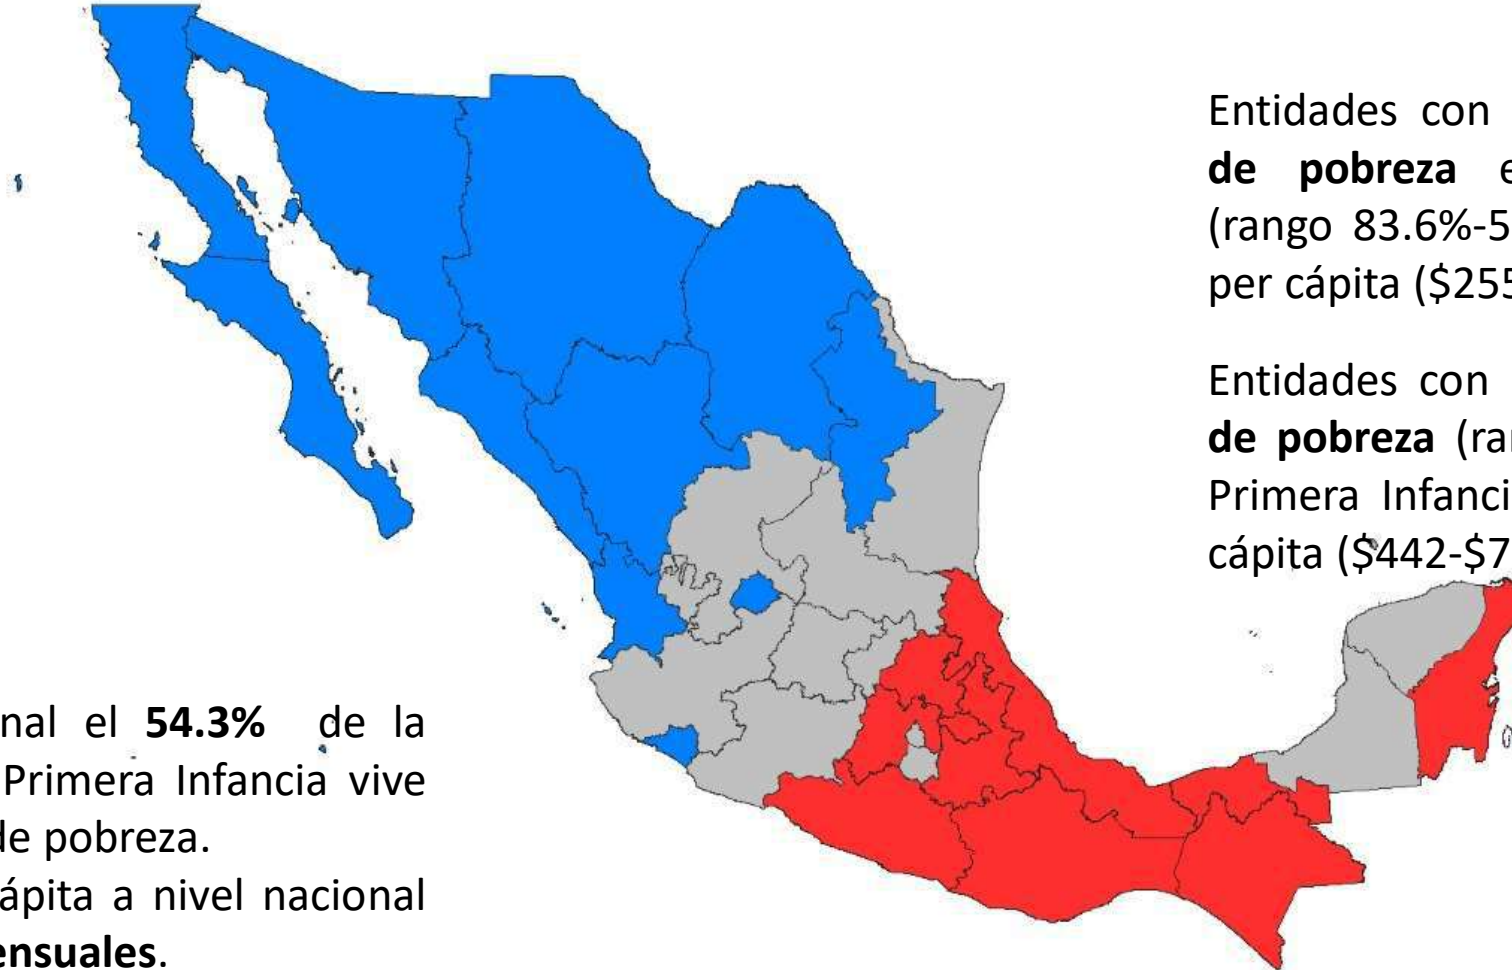 Entidades con
de pobreza e
(rango 83.6%-5
per cápita ($255
Entidades con
de pobreza (ran
Primera Infanci
cápita ($442-$7
nal el 54.3% de la
Primera Infancia vive
de pobreza.
ápita a nivel nacional
ensuales.